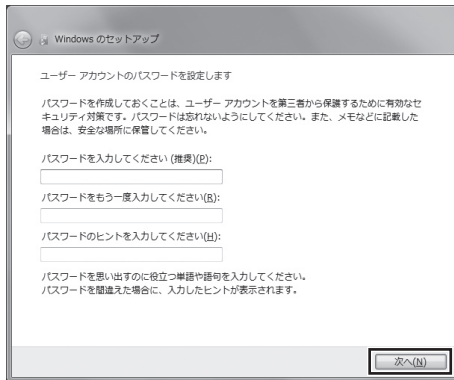 Windows のセットアップ
ユーザー アカウントのパスワードを設定します
パスワードを作成しておくことは、ユーザー アカウントを第三者から保護するために有効なセ
キュリティ対策です。パスワードは忘れないようにしてください。また、メモなどに記載した
場合は、安全な場所に保管してください。
パスワードを入力してください (推奨)(P):
パスワードをもう一度入力してください(R):
パスワードのヒントを入力してください(H):
パスワードを思い出すのに役立つ単語や語句を入力してください。
パスワードを間違えた場合に、入力したヒントが表示されます。
次へ(N)